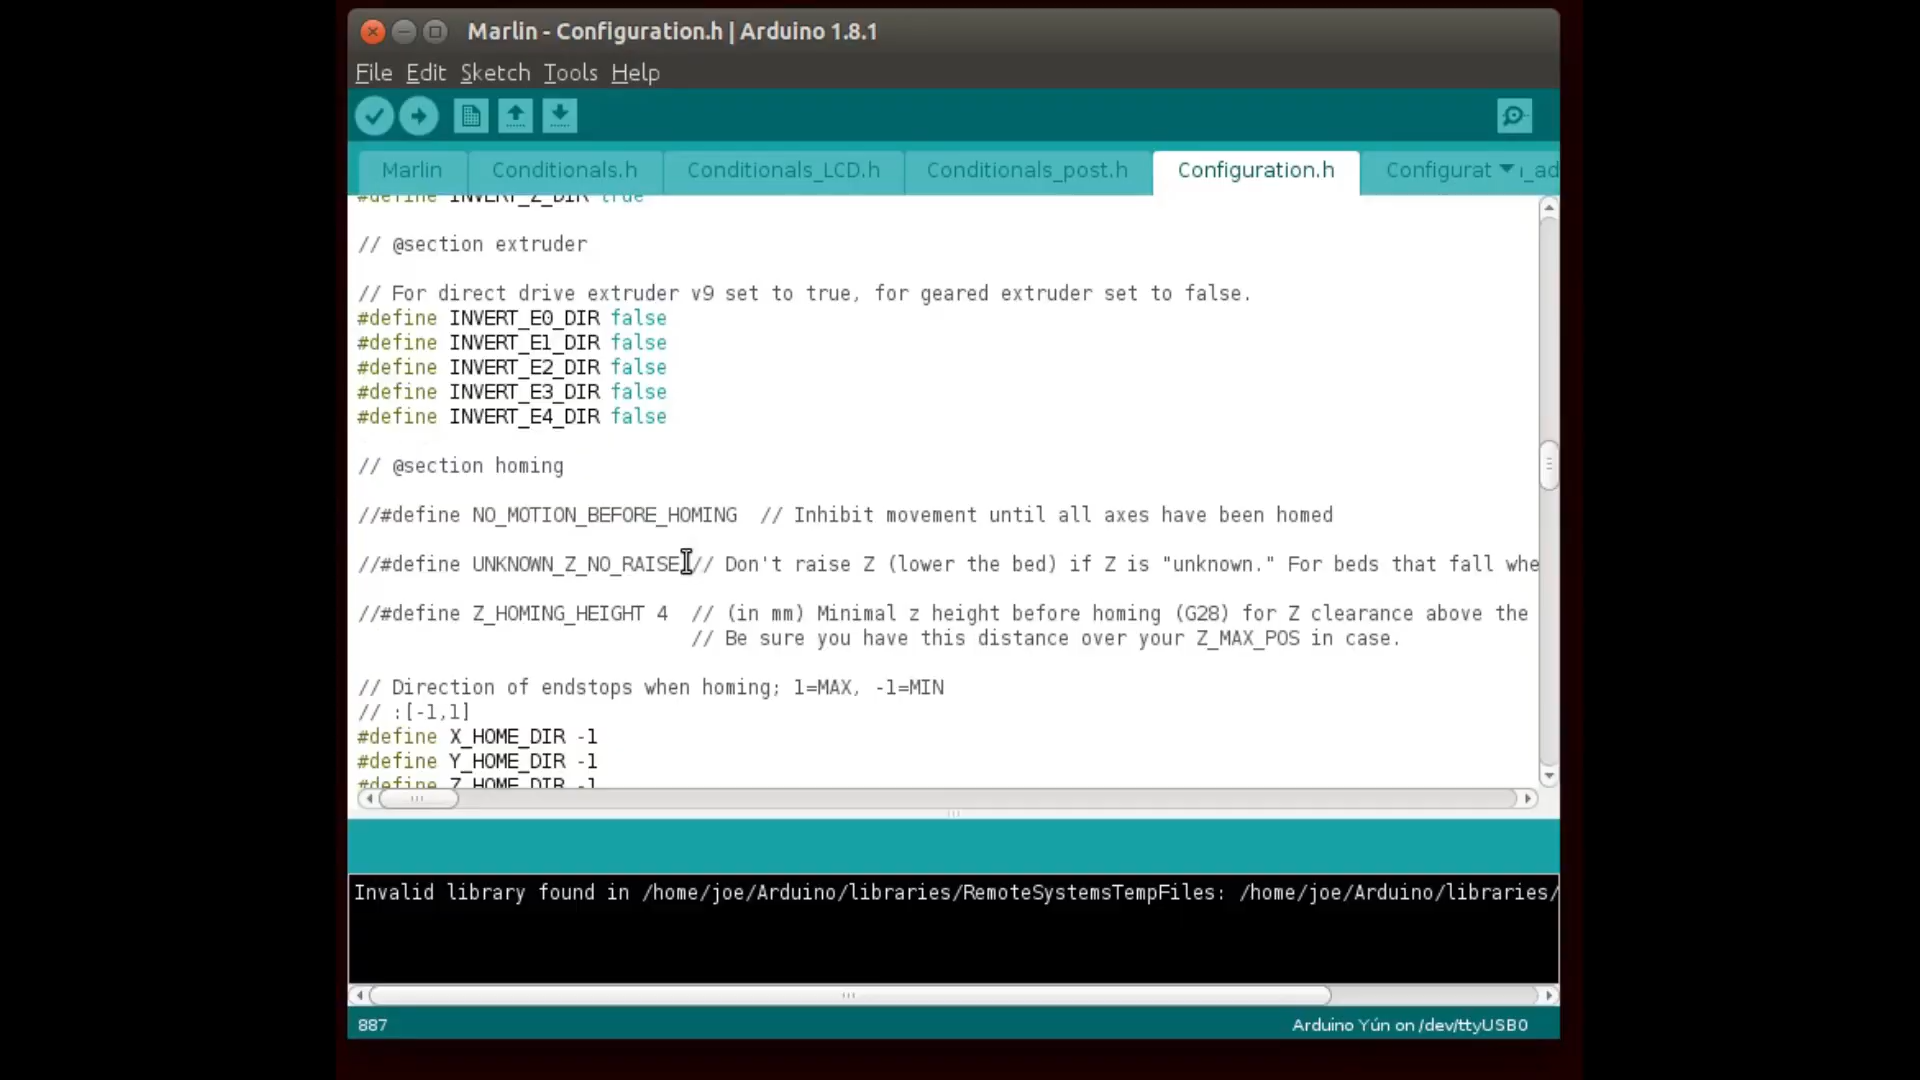 Marlin - Configuration.h | Arduino 1.8.1
File Edit Sketch Tools Help
Marlin Conditionals.h Conditionals_LCD.h Conditionals_post.h Configuration.h Configurat ı_ad
#define INVERT_Z_DIR true
// @section extruder
// For direct drive extruder v9 set to true, for geared extruder set to false.
#define INVERT_E0_DIR false
#define INVERT_E1_DIR false
#define INVERT_E2_DIR false
#define INVERT_E3_DIR false
#define INVERT_E4_DIR false
// @section homing
//#define NO_MOTION_BEFORE_HOMING  // Inhibit movement until all axes have been homed
//#define UNKNOWN_Z_NO_RAISE // Don't raise Z (lower the bed) if Z is "unknown." For beds that fall whe
//#define Z_HOMING_HEIGHT 4  // (in mm) Minimal z height before homing (G28) for Z clearance above the
// Be sure you have this distance over your Z_MAX_POS in case.
// Direction of endstops when homing; 1=MAX, -1=MIN
// :[-1,1]
#define X_HOME_DIR -1
#define Y_HOME_DIR -1
#define Z_HOME_DIR -1
Invalid library found in /home/joe/Arduino/libraries/RemoteSystemsTempFiles: /home/joe/Arduino/libraries/
887 Arduino Yún on /dev/ttyUSB0